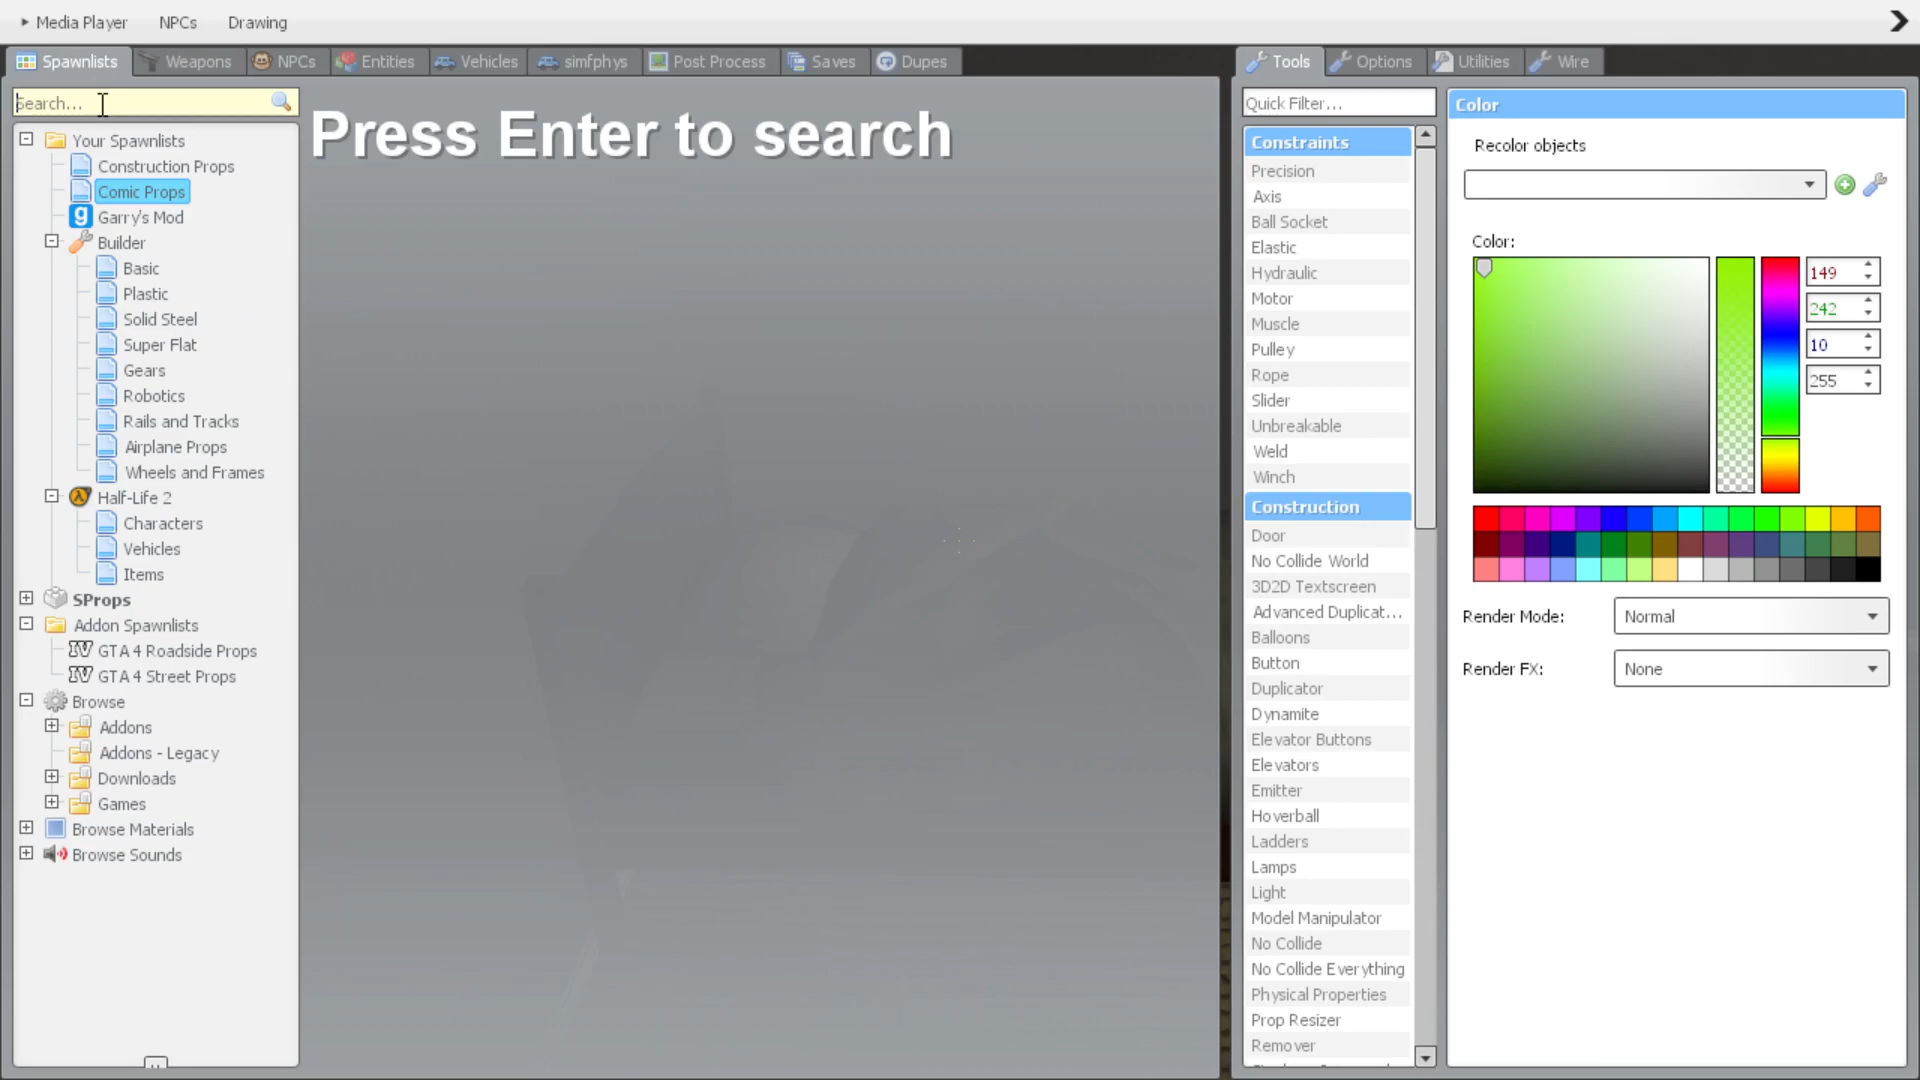 Media Player NPCs Drawing
Spawnlists Weapons NPCs Entities Vehicles simfphys Post Process Saves Dupes
Search...
Press Enter to search
Your Spawnlists
Construction Props
Comic Props
Garry's Mod
Builder
Basic
Plastic
Solid Steel
Super Flat
Gears
Robotics
Rails and Tracks
Airplane Props
Wheels and Frames
Half-Life 2
Characters
Vehicles
Items
SProps
Addon Spawnlists
GTA 4 Roadside Props
GTA 4 Street Props
Browse
Addons
Addons - Legacy
Downloads
Games
Browse Materials
Browse Sounds
Tools Options Utilities Wire
Quick Filter...
Constraints
Precision
Axis
Ball Socket
Elastic
Hydraulic
Motor
Muscle
Pulley
Rope
Slider
Unbreakable
Weld
Winch
Construction
Door
No Collide World
3D2D Textscreen
Advanced Duplicat...
Balloons
Button
Duplicator
Dynamite
Elevator Buttons
Elevators
Emitter
Hoverball
Ladders
Lamps
Light
Model Manipulator
No Collide
No Collide Everything
Physical Properties
Prop Resizer
Remover
Color
Recolor objects
Color:
149
242
10
255
Render Mode: Normal
Render FX: None